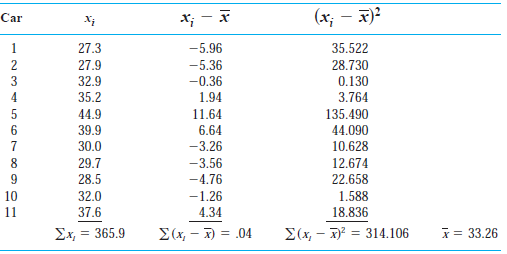 Car xᵢ xᵢ − x̄ (xᵢ − x̄)²
1 27.3 −5.96 35.522
2 27.9 −5.36 28.730
3 32.9 −0.36 0.130
4 35.2 1.94 3.764
5 44.9 11.64 135.490
6 39.9 6.64 44.090
7 30.0 −3.26 10.628
8 29.7 −3.56 12.674
9 28.5 −4.76 22.658
10 32.0 −1.26 1.588
11 37.6 4.34 18.836
Σxᵢ = 365.9 Σ(xᵢ − x̄) = .04 Σ(xᵢ − x̄)² = 314.106 x̄ = 33.26